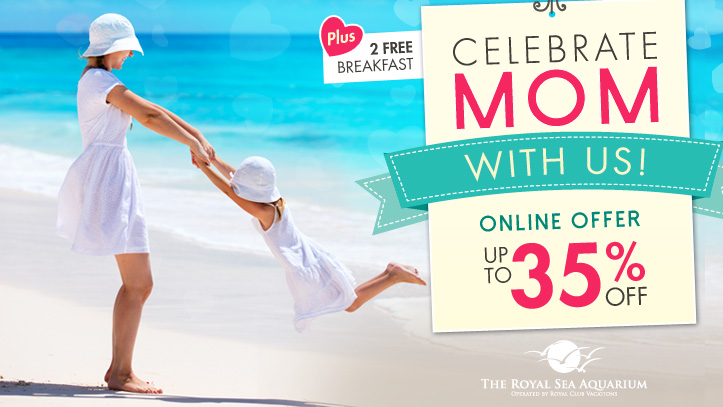 Plus
2 FREE
BREAKFAST
CELEBRATE
MOM
WITH US!
ONLINE OFFER
UP
TO
35%
OFF
THE ROYAL SEA AQUARIUM
OPERATED BY ROYAL CLUB VACATIONS